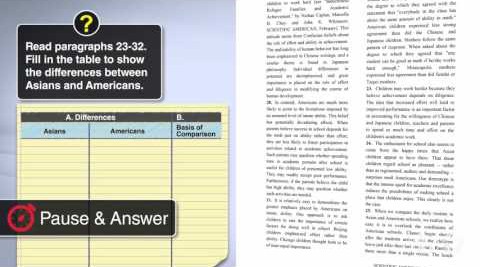 ?
Read paragraphs 23-32.
Fill in the table to show
the differences between
Asians and Americans.
A. Differences
B.
Asians
Americans
Basis of
Comparison
Pause & Answer
children to work hard [see "Indochinese
Refugee Families and Academic
Achievement," by Nathan Caplan, Marcella
H. Choy and John K. Whitmore;
SCIENTIFIC AMERICAN, February]. This
attitude stems from Confucian beliefs about
the role of effort and ability in achievement.
The malleability of human behavior has long
been emphasized in Chinese writings, and a
similar theme is found in Japanese
philosophy. Individual differences in
potential are deemphasized, and great
importance is placed on the role of effort
and diligence in modifying the course of
human development.
In contrast, Americans are much more
likely to point to the limitations imposed by
an assumed level of innate ability. This belief
has potentially devastating effects. When
parents believe success in school depends for
the most part on ability rather than effort,
they are less likely to foster participation in
activities related to academic achievement.
Such parents may question whether spending
time in academic pursuits after school is
useful for children of presumed low ability.
They may readily accept poor performance.
Furthermore, if the parents believe the child
has high ability, they may question whether
such activities are needed.
It is relatively easy to demonstrate the
greater emphasis placed by Americans on
innate ability. One approach is to ask
children to rate the importance of certain
factors for doing well in school. Beijing
children emphasized effort rather than
ability. Chicago children thought both to be
of near-equal importance.
the degree to which they agreed with the
statement that "everybody in the class has
about the same amount of ability in math."
American children expressed less strong
agreement than did the Chinese and
Japanese children. Mothers followed the same
pattern of response. When asked about the
degree to which they agreed that "any
student can be good at math if he/she works
hard enough," Minneapolis mothers
expressed less agreement than did Sendai or
Taipei mothers.
Children may work harder because they
believe achievement depends on diligence.
The idea that increased effort will lead to
improved performance is an important factor
in accounting for the willingness of Chinese
and Japanese children, teachers and parents
to spend so much time and effort on the
children's academic work.
The enthusiasm for school also seems to
come from the happy times that Asian
children appear to have there. That these
children regard school as pleasant - rather
than as regimented, austere and demanding -
surprises most Americans. Our stereotype is
that the intense quest for academic excellence
reduces the possibilities of making school a
place that children enjoy. This clearly is not
the case.
When we compare the daily routine in
Asian and American schools, we realize how
easy it is to overlook the constraints of
American schools. Classes begin shortly
after the students arrive, and the children
leave just after their last class ends. Rarely is
there more than a single recess. The lunch